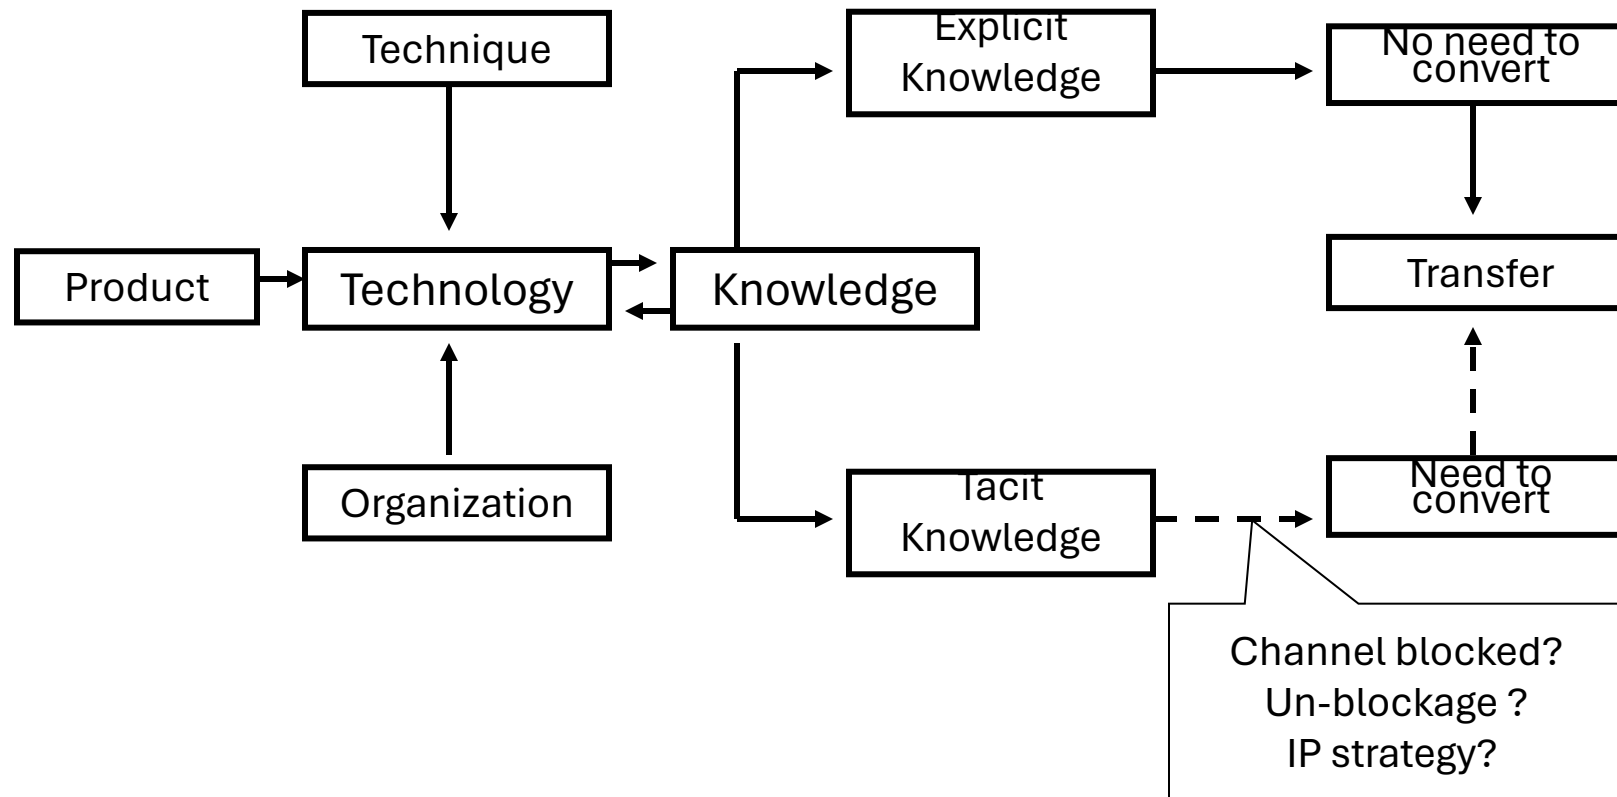 Technique
Explicit
Knowledge
No need to
convert
Product
Technology
Knowledge
Transfer
Organization
Tacit
Knowledge
Need to
convert
Channel blocked?
Un-blockage ?
IP strategy?